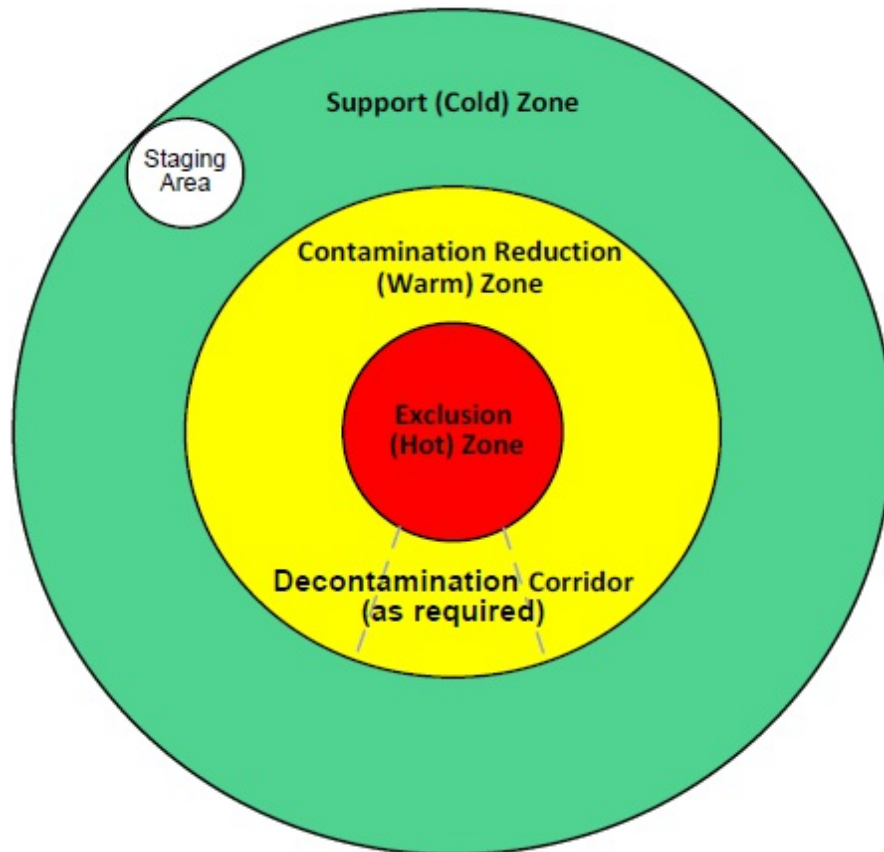 Support (Cold) Zone
Staging
Area
Contamination Reduction
(Warm) Zone
Exclusion
(Hot) Zone
Decontamination Corridor
(as required)